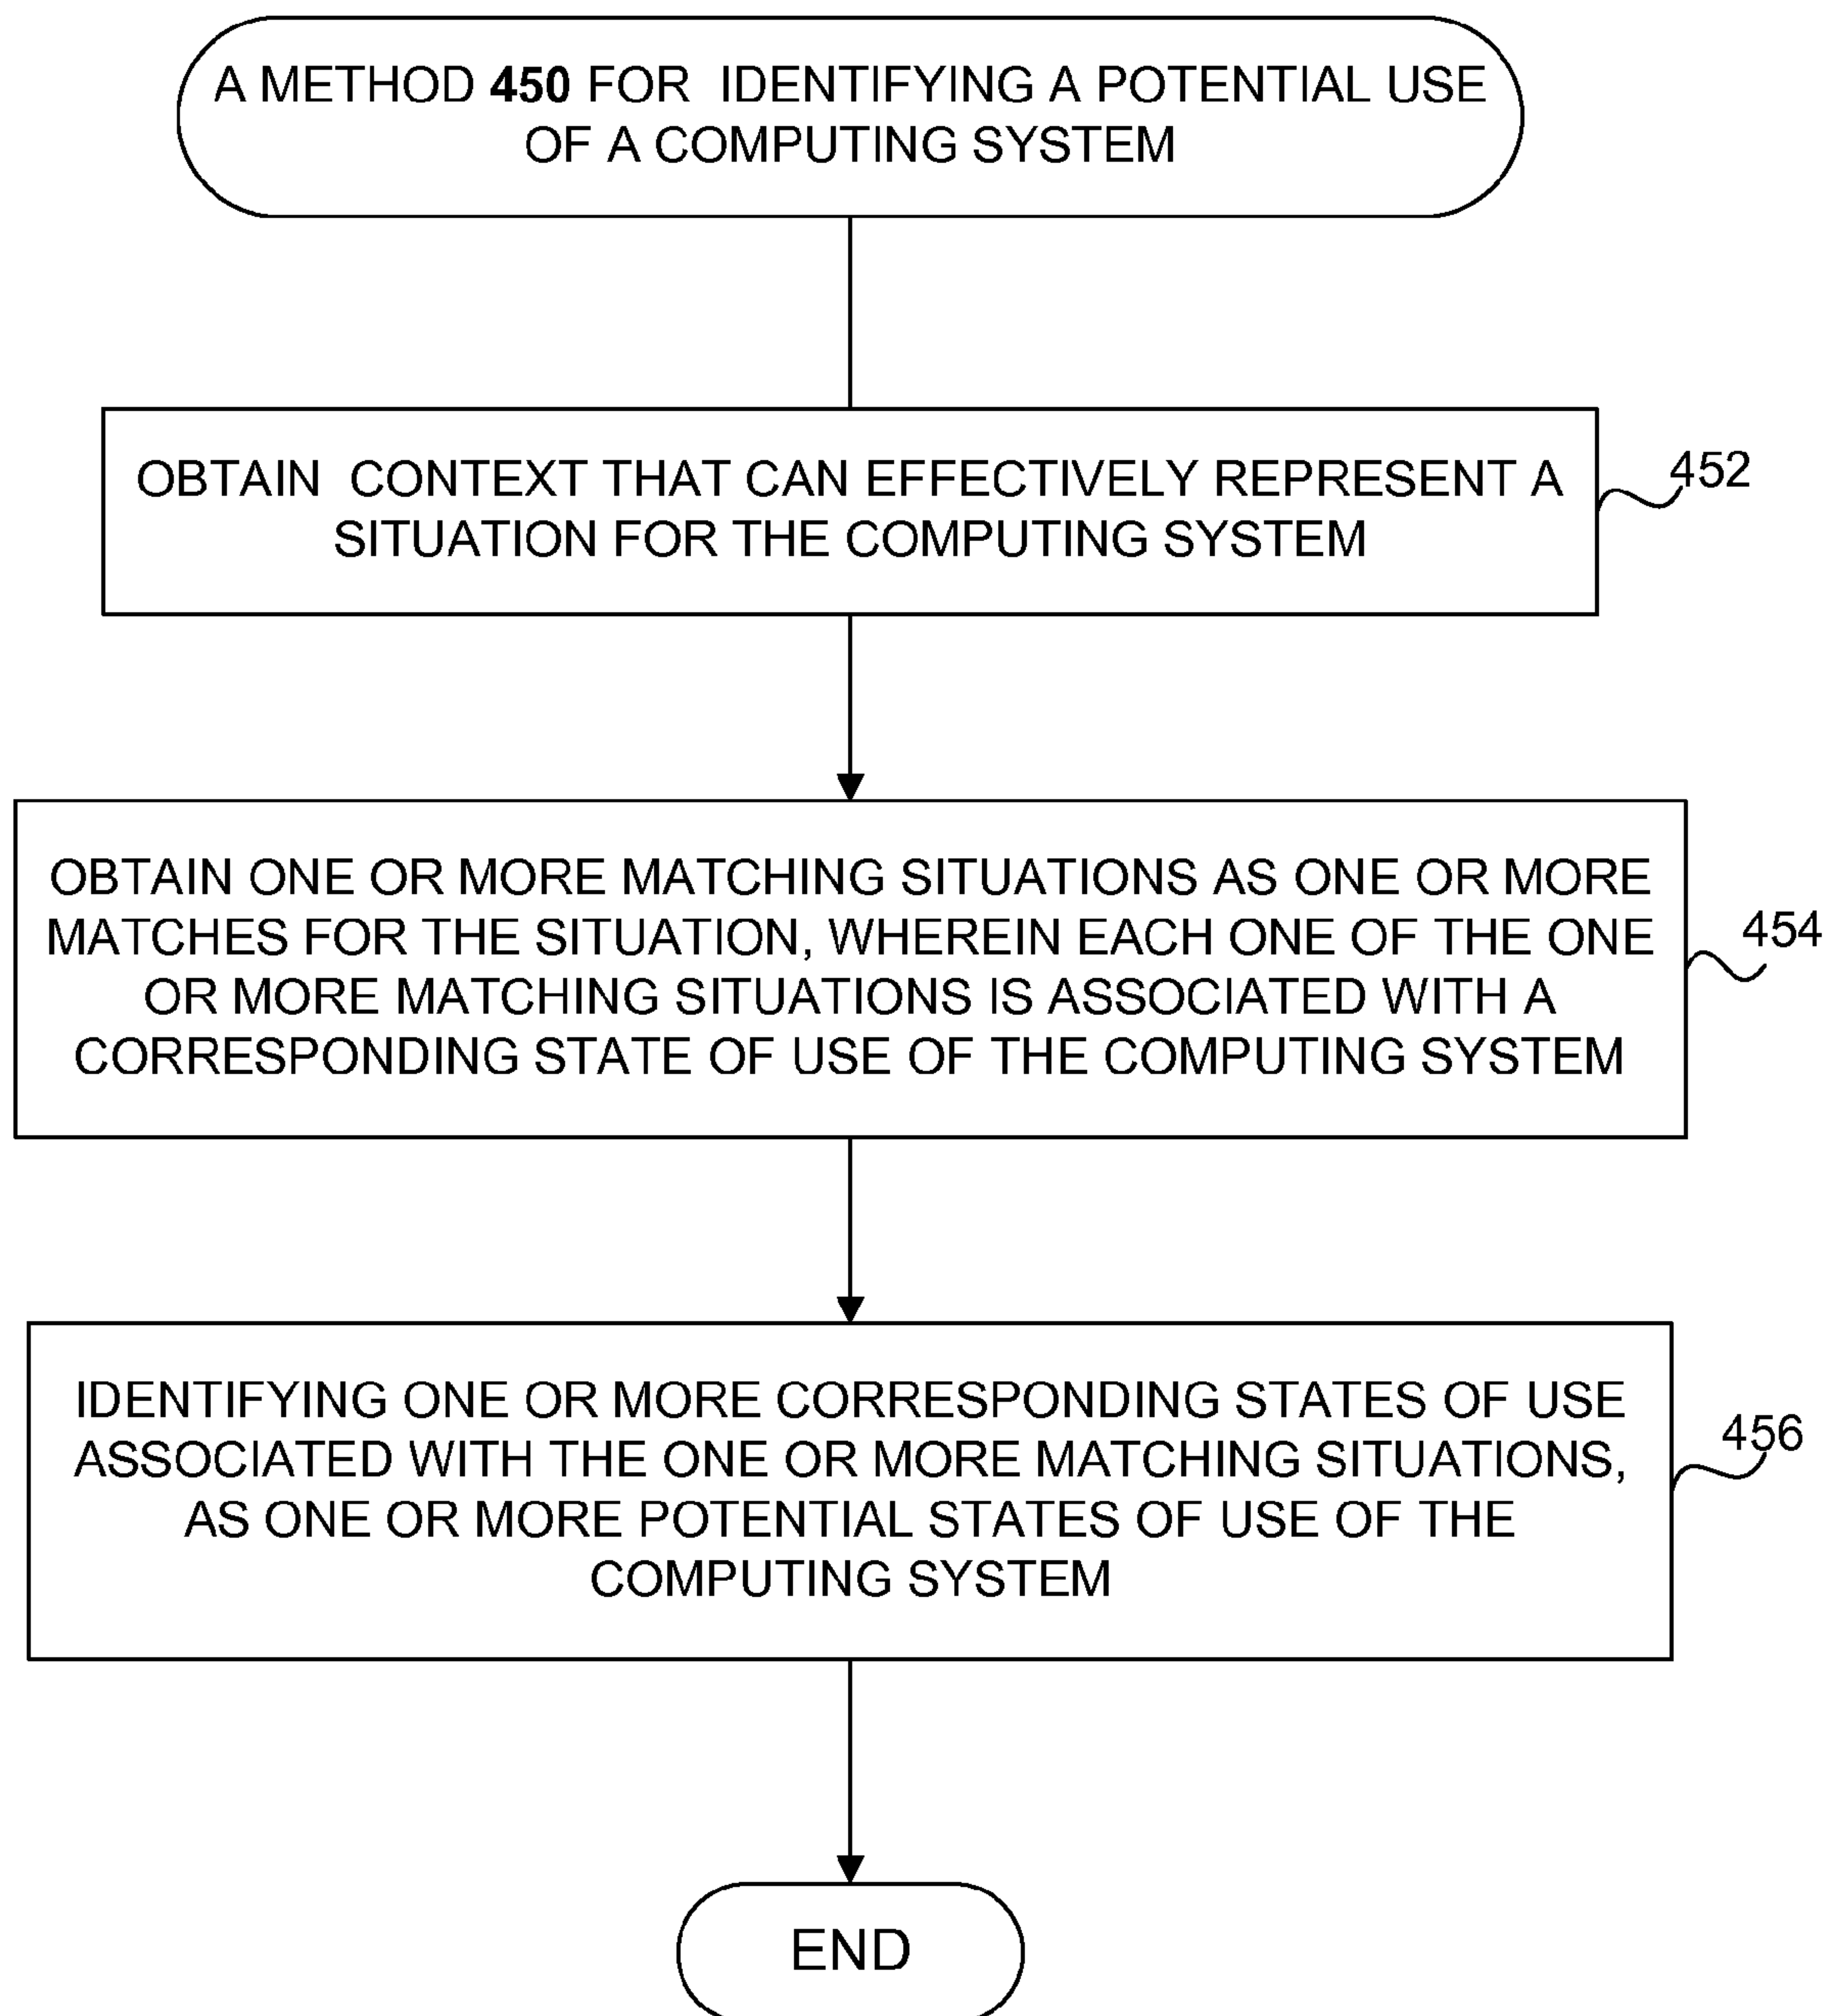 A METHOD 450 FOR IDENTIFYING A POTENTIAL USE
OF A COMPUTING SYSTEM
OBTAIN CONTEXT THAT CAN EFFECTIVELY REPRESENT A
SITUATION FOR THE COMPUTING SYSTEM
452
OBTAIN ONE OR MORE MATCHING SITUATIONS AS ONE OR MORE
MATCHES FOR THE SITUATION, WHEREIN EACH ONE OF THE ONE
OR MORE MATCHING SITUATIONS IS ASSOCIATED WITH A
CORRESPONDING STATE OF USE OF THE COMPUTING SYSTEM
454
IDENTIFYING ONE OR MORE CORRESPONDING STATES OF USE
ASSOCIATED WITH THE ONE OR MORE MATCHING SITUATIONS,
AS ONE OR MORE POTENTIAL STATES OF USE OF THE
COMPUTING SYSTEM
456
END